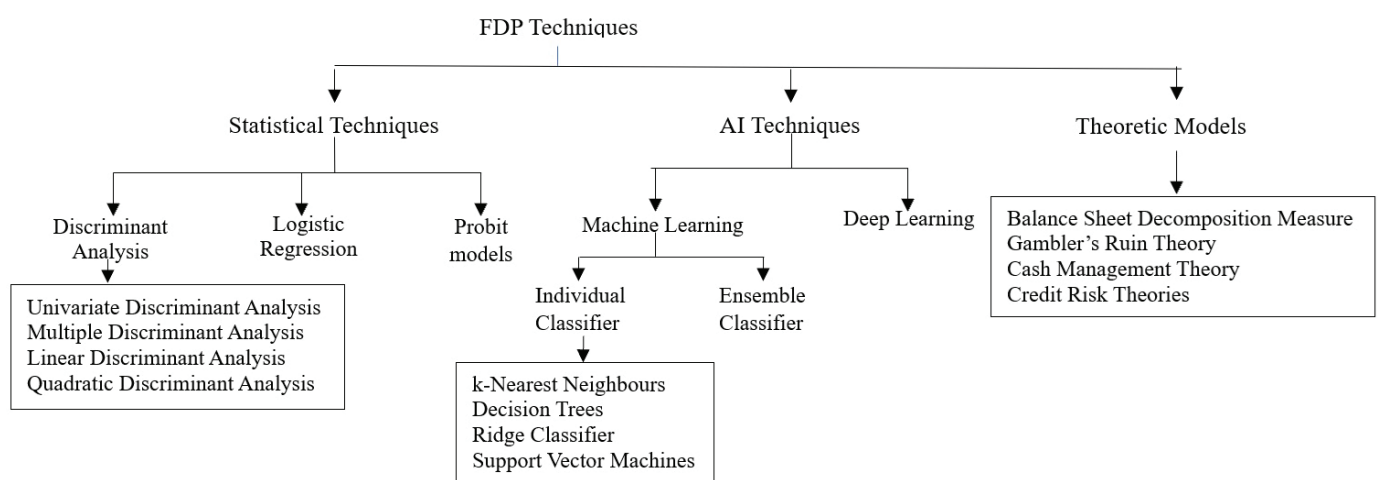 FDP Techniques
Statistical Techniques
AI Techniques
Theoretic Models
Discriminant
Analysis
Logistic
Regression
Probit
models
Machine Learning
Deep Learning
Balance Sheet Decomposition Measure
Gambler’s Ruin Theory
Cash Management Theory
Credit Risk Theories
Univariate Discriminant Analysis
Multiple Discriminant Analysis
Linear Discriminant Analysis
Quadratic Discriminant Analysis
Individual
Classifier
Ensemble
Classifier
k-Nearest Neighbours
Decision Trees
Ridge Classifier
Support Vector Machines